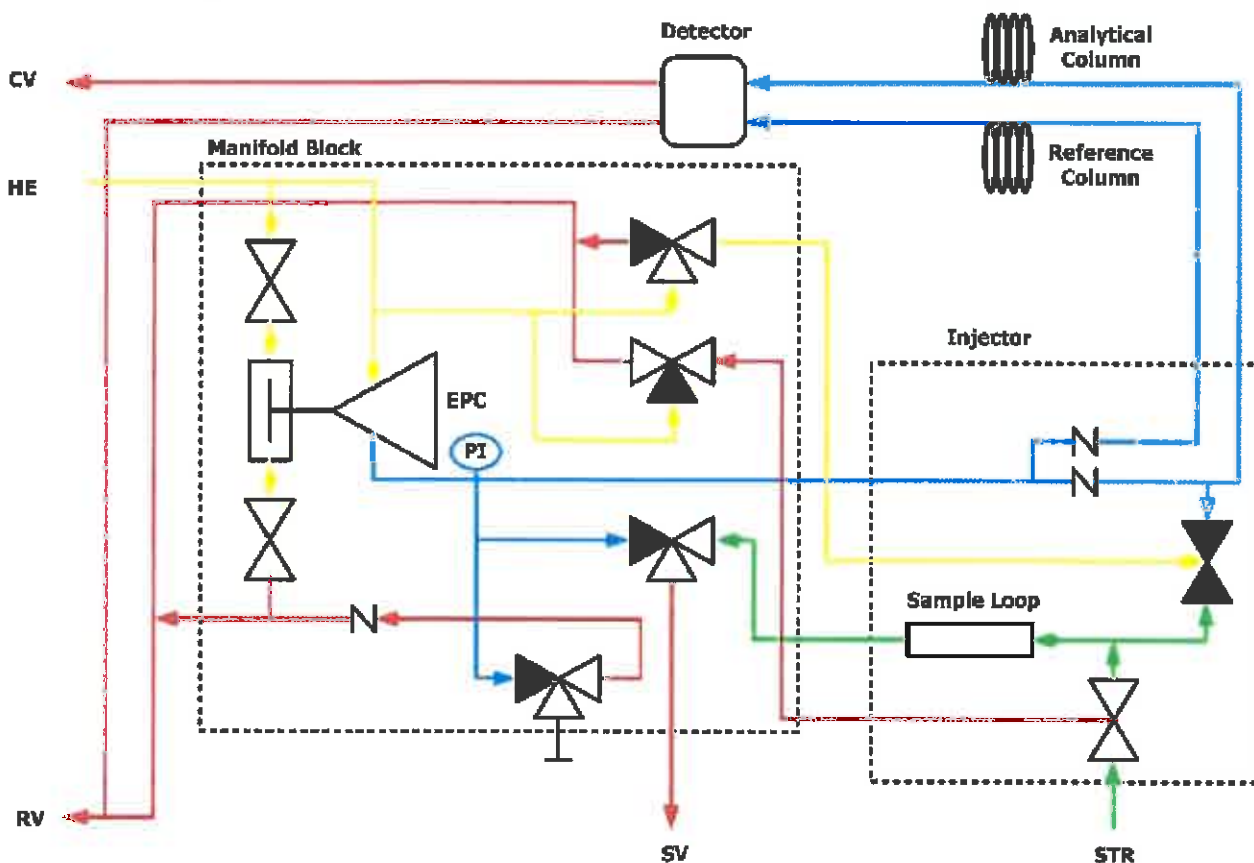 Detector
Analytical
Column
CV
Manifold Block
Reference
Column
HE
Injector
EPC
PI
Sample Loop
RV
SV
STR